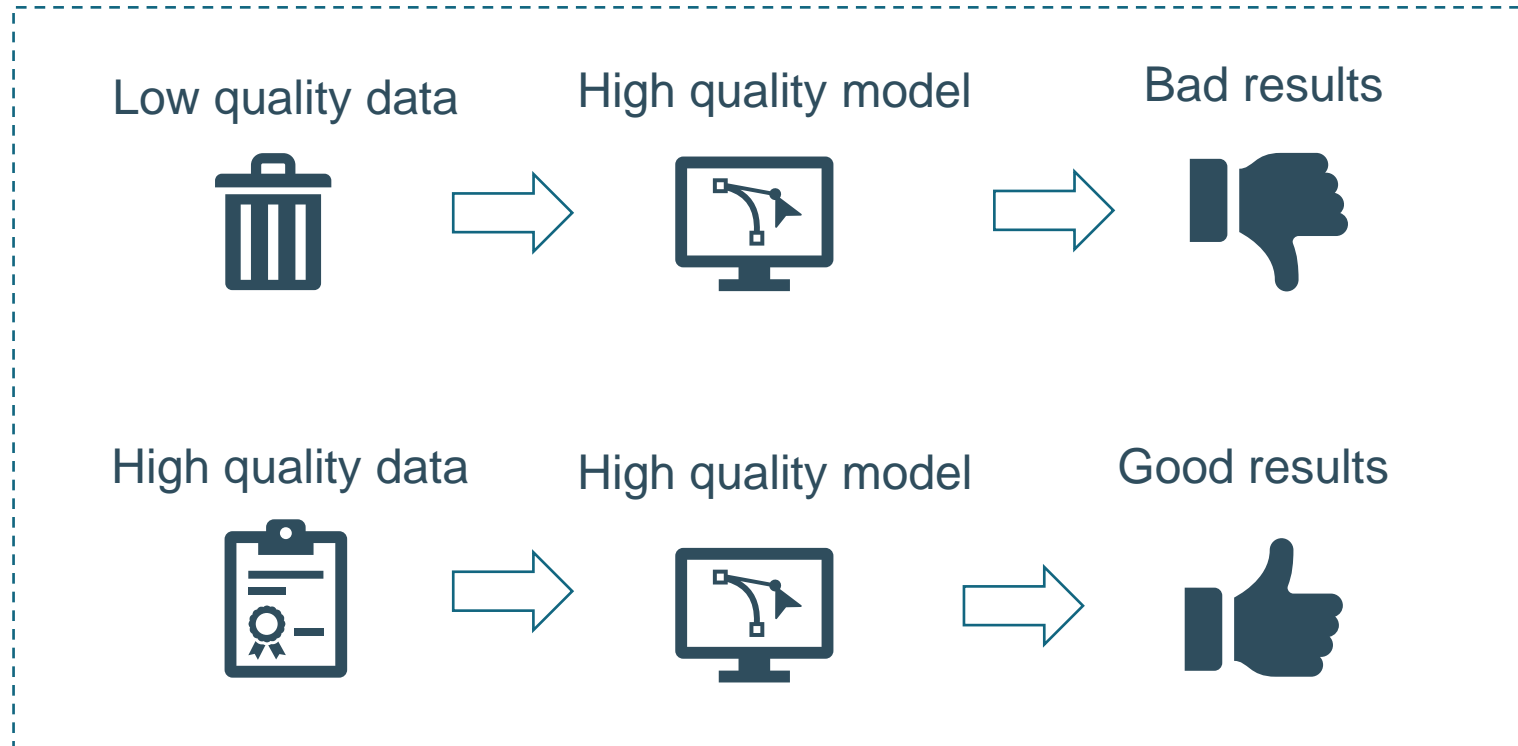 Low quality data
High quality model
Bad results
High quality data
High quality model
Good results